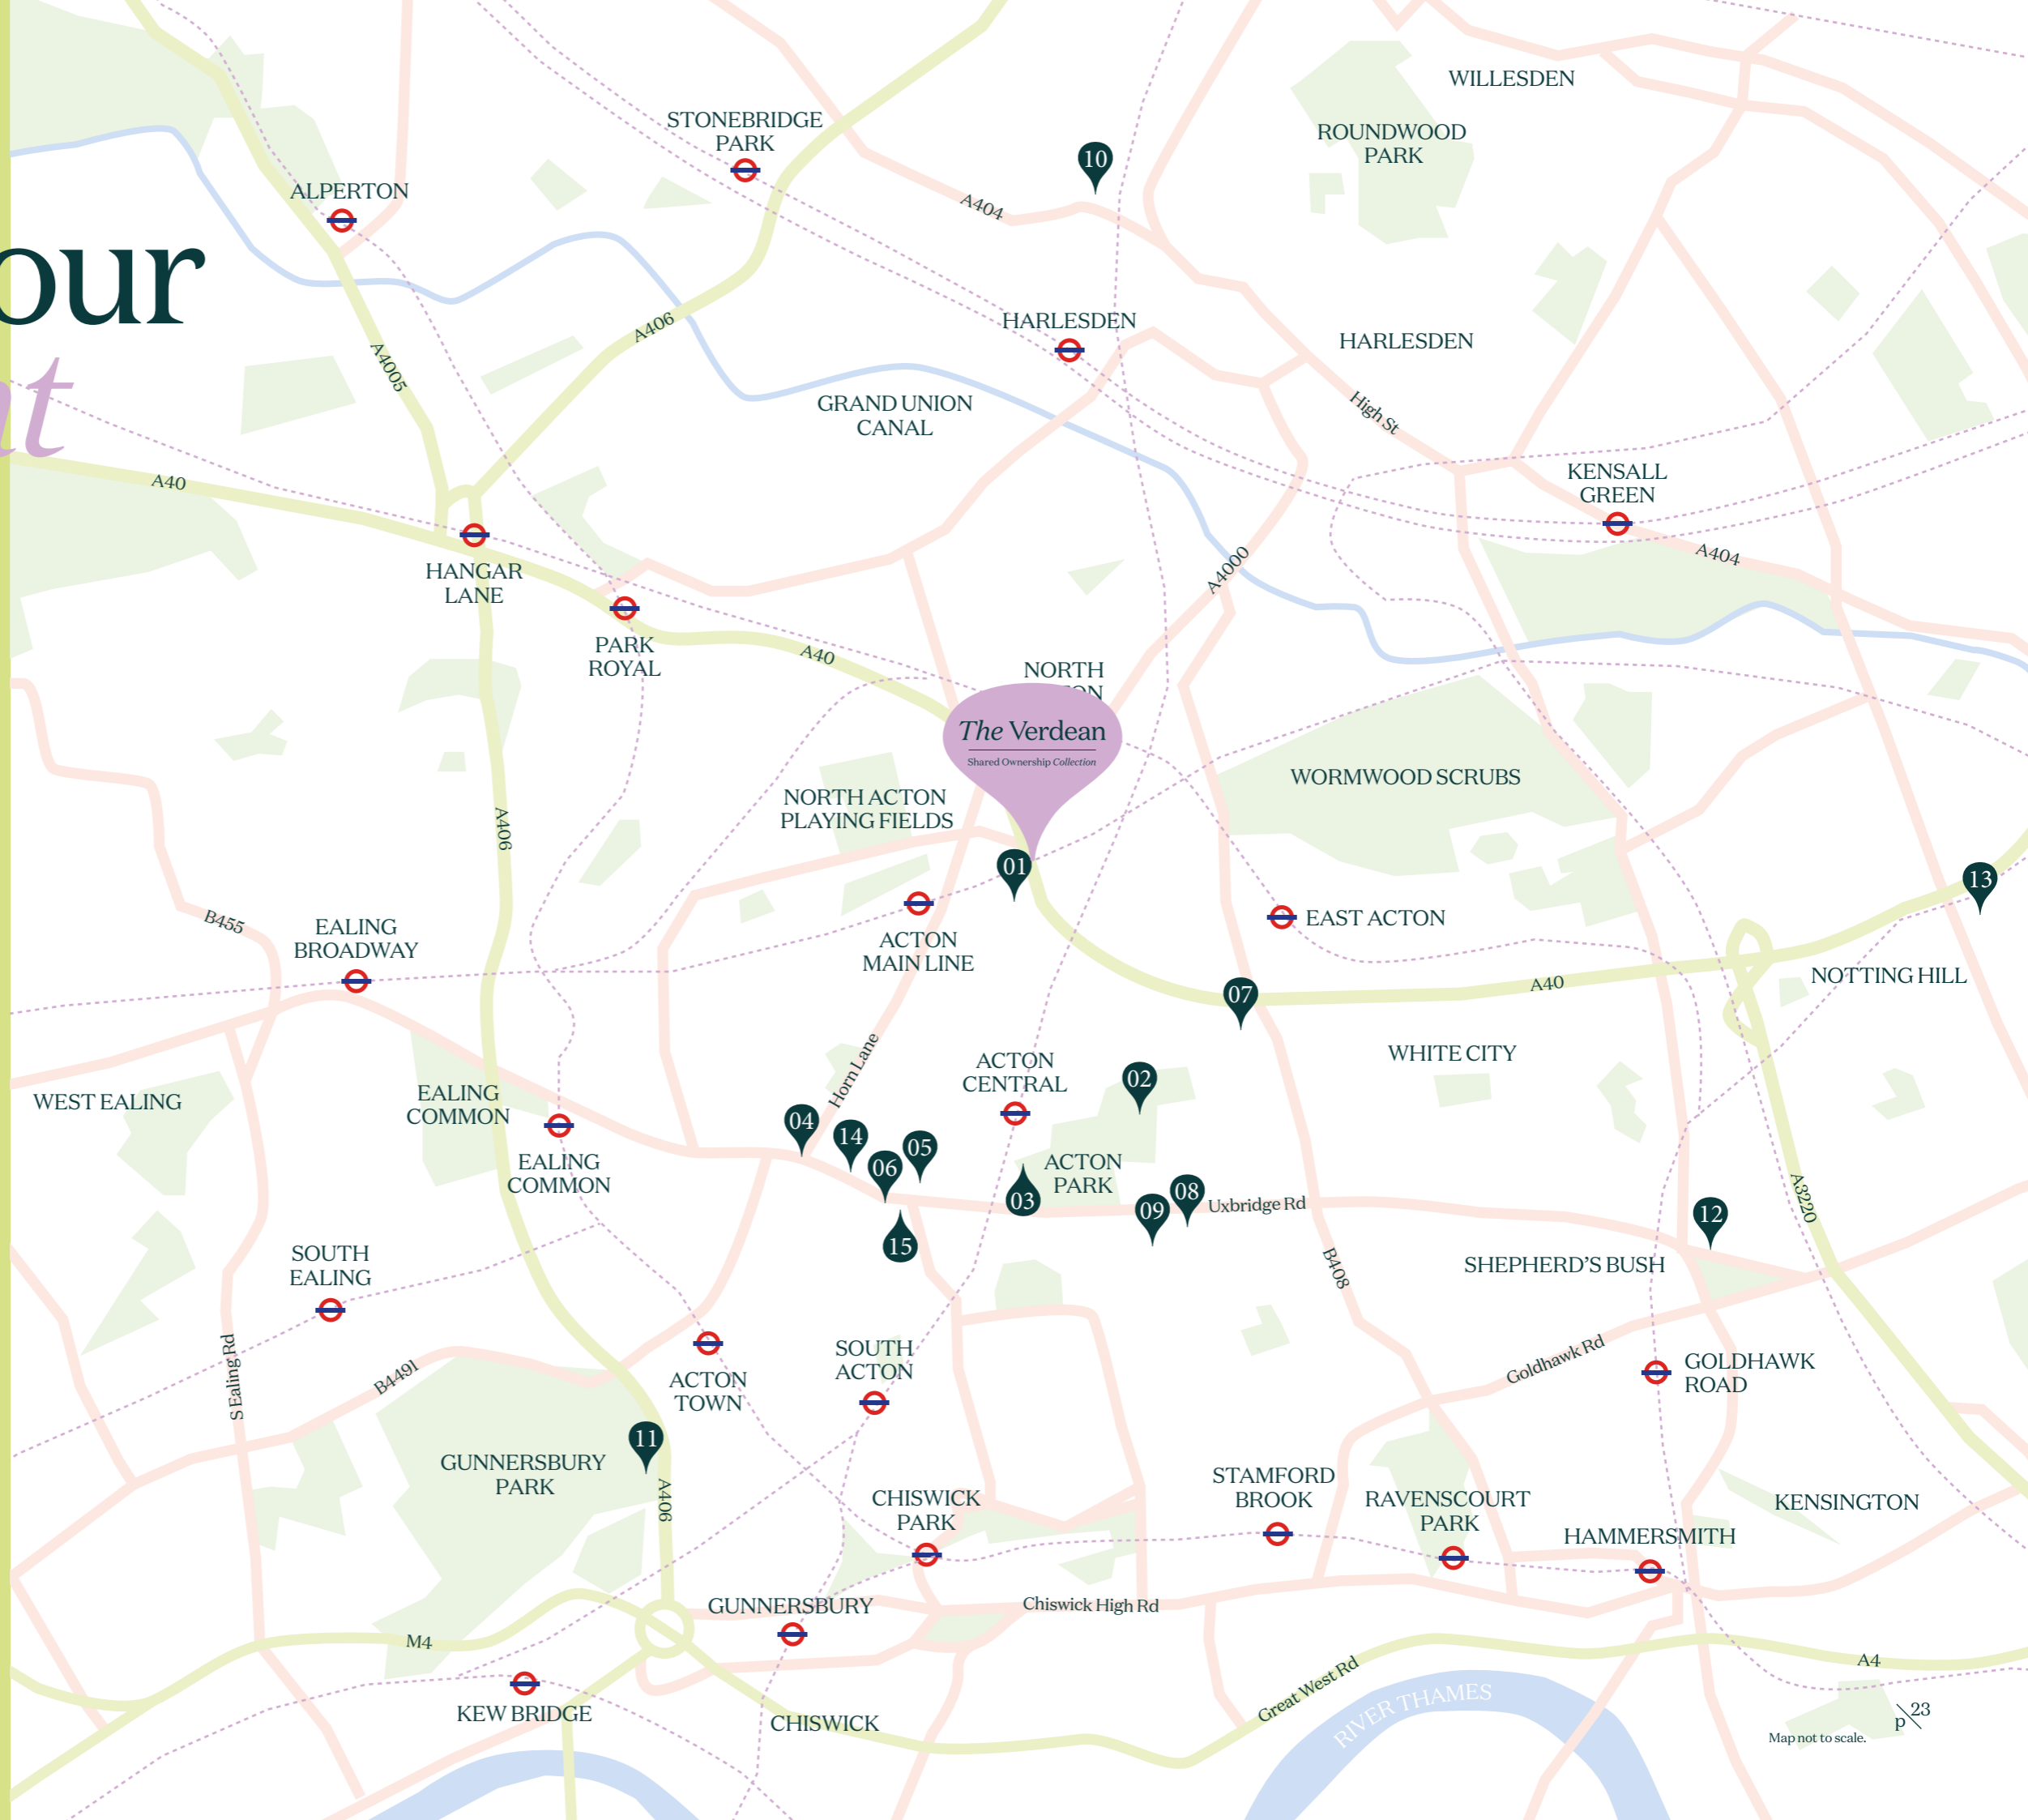 WILLESDEN
STONEBRIDGE
PARK
ROUNDWOOD
PARK
10
ALPERTON
A404
our
HARLESDEN
HARLESDEN
A406
A4005
GRAND UNION
CANAL
High St
A40
KENSALL
GREEN
A404
HANGAR
LANE
A4000
PARK
ROYAL
A40
NORTH
The Verdean
Shared Ownership Collection
WORMWOOD SCRUBS
NORTH ACTON
PLAYING FIELDS
A406
01
13
B455
EALING
BROADWAY
EAST ACTON
ACTON
MAIN LINE
NOTTING HILL
A40
07
Horn Lane
WHITE CITY
ACTON
CENTRAL
02
WEST EALING
EALING
COMMON
04
14
05
06
EALING
COMMON
ACTON
PARK
03
08
09
Uxbridge Rd
A3220
12
15
SOUTH
EALING
B408
SHEPHERD'S BUSH
S Ealing Rd
B4491
ACTON
TOWN
SOUTH
ACTON
Goldhawk Rd
GOLDHAWK
ROAD
11
GUNNERSBURY
PARK
A406
CHISWICK
PARK
STAMFORD
BROOK
RAVENSCOURT
PARK
KENSINGTON
HAMMERSMITH
GUNNERSBURY
Chiswick High Rd
M4
A4
Great West Rd
KEW BRIDGE
CHISWICK
RIVER THAMES
p 23
Map not to scale.